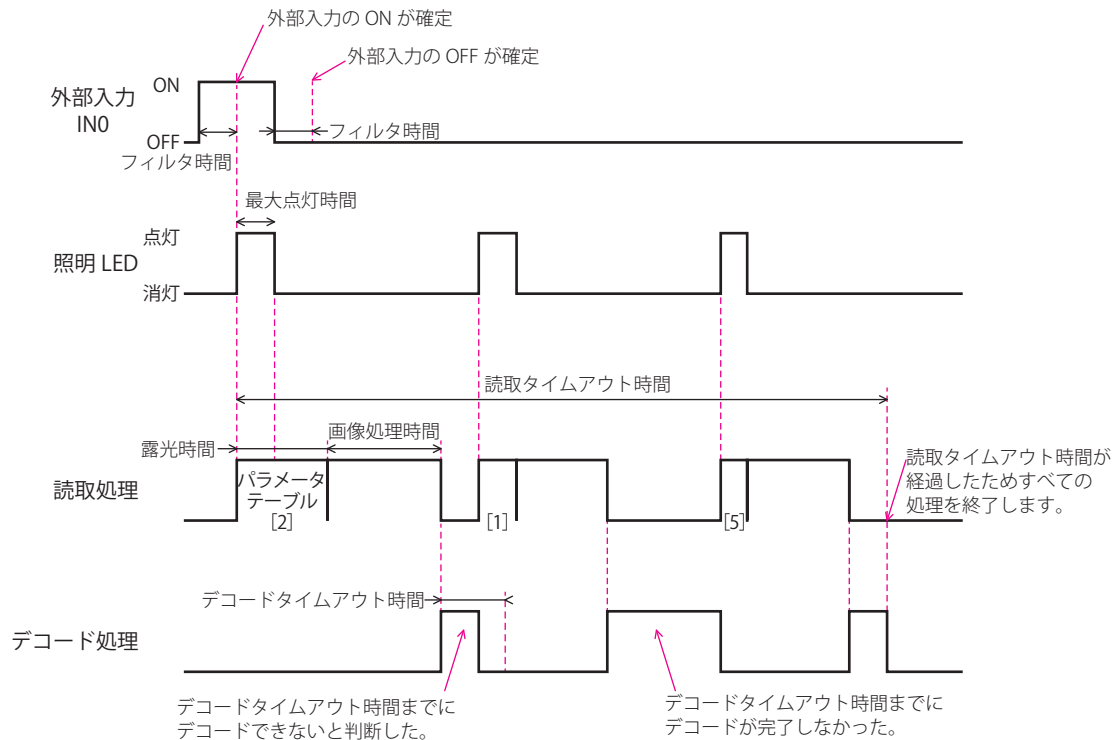 外部入力の ON が確定
外部入力の OFF が確定
ON
外部入力
IN0
OFF
フィルタ時間
フィルタ時間
最大点灯時間
点灯
照明 LED
消灯
読取タイムアウト時間
露光時間
画像処理時間
読取処理
パラメータ
テーブル
[2]
[1]
[5]
読取タイムアウト時間が
経過したためすべての
処理を終了します。
デコードタイムアウト時間
デコード処理
デコードタイムアウト時間までに
デコードできないと判断した。
デコードタイムアウト時間までに
デコードが完了しなかった。